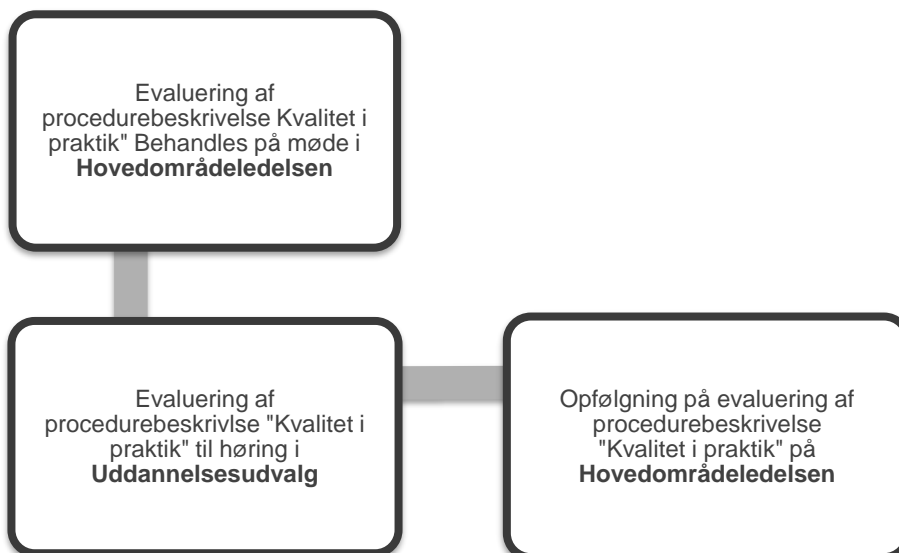 Evaluering af
procedurebeskrivelse Kvalitet i
praktik" Behandles på møde i
Hovedområdeledelsen
Evaluering af
procedurebeskrivlse "Kvalitet i
praktik" til høring i
Uddannelsesudvalg
Opfølgning på evaluering af
procedurebeskrivelse
"Kvalitet i praktik" på
Hovedområdeledelsen